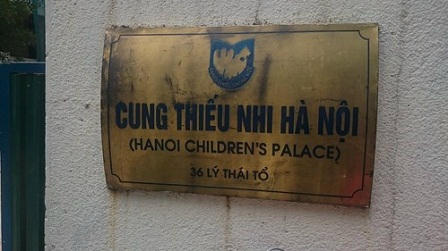 CUNG THIẾU NHI HÀ NỘI
(HANOI CHILDREN'S PALACE)
36 LÝ THÁI TỔ